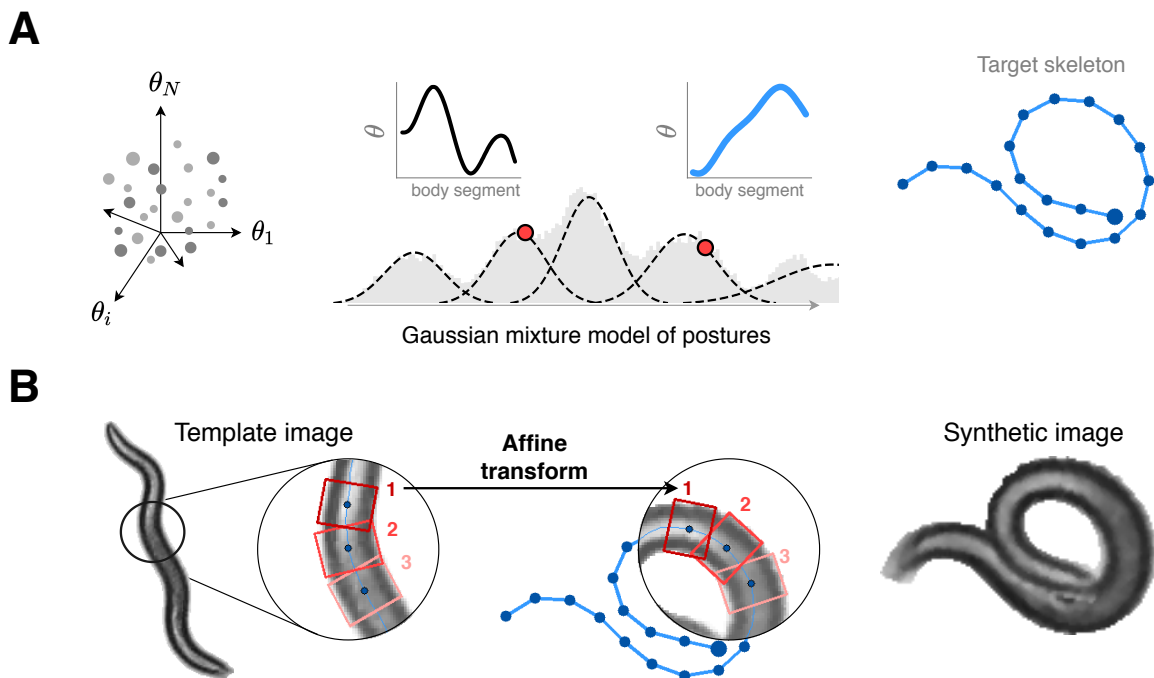 A
θN
θ1
θi
θ
body segment
θ
body segment
Target skeleton
Gaussian mixture model of postures
B
Template image
1
2
3
Affine
transform
1
2
3
Synthetic image